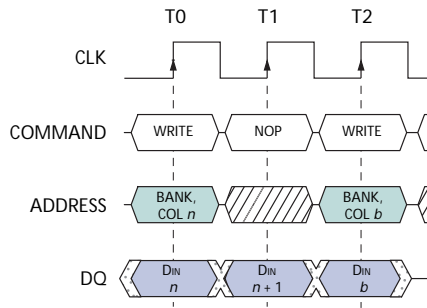 T0 T1 T2
CLK
COMMAND WRITE NOP WRITE
ADDRESS BANK, COL n BANK, COL b
DQ DIN n DIN n + 1 DIN b